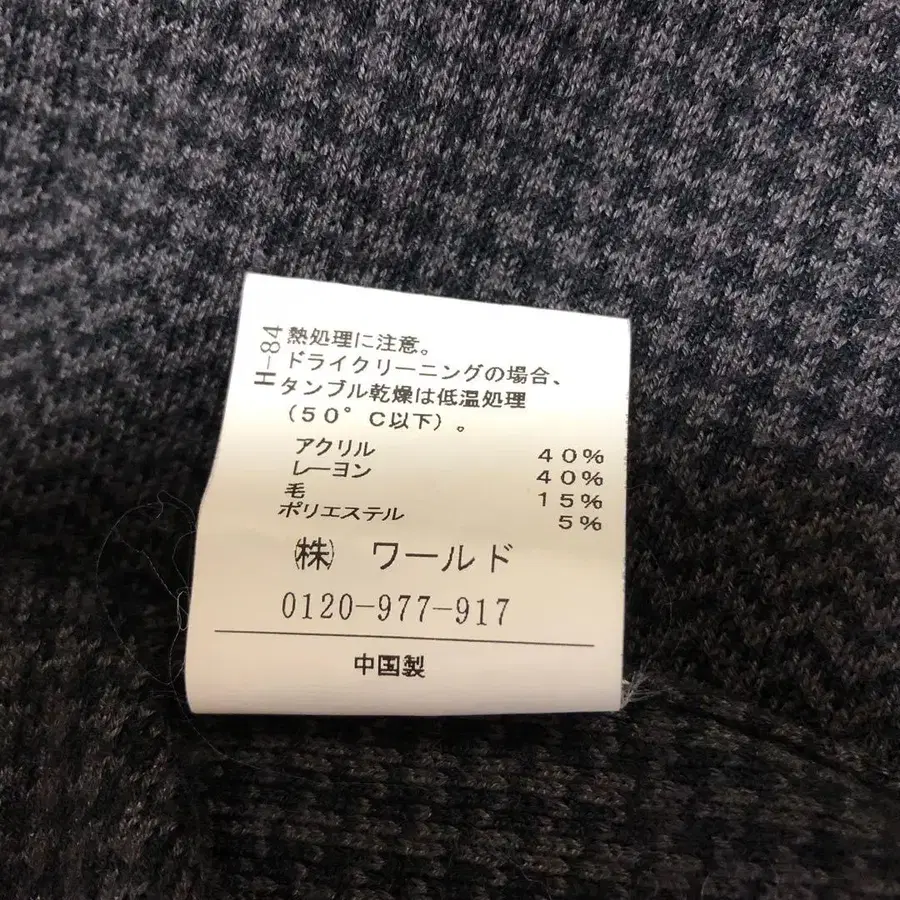 H-84
熱処理に注意。
ドライクリーニングの場合、
タンブル乾燥は低温処理
(50°C以下)。
アクリル 40%
レーヨン 40%
毛 15%
ポリエステル 5%
㈱ ワールド
0120-977-917
中国製